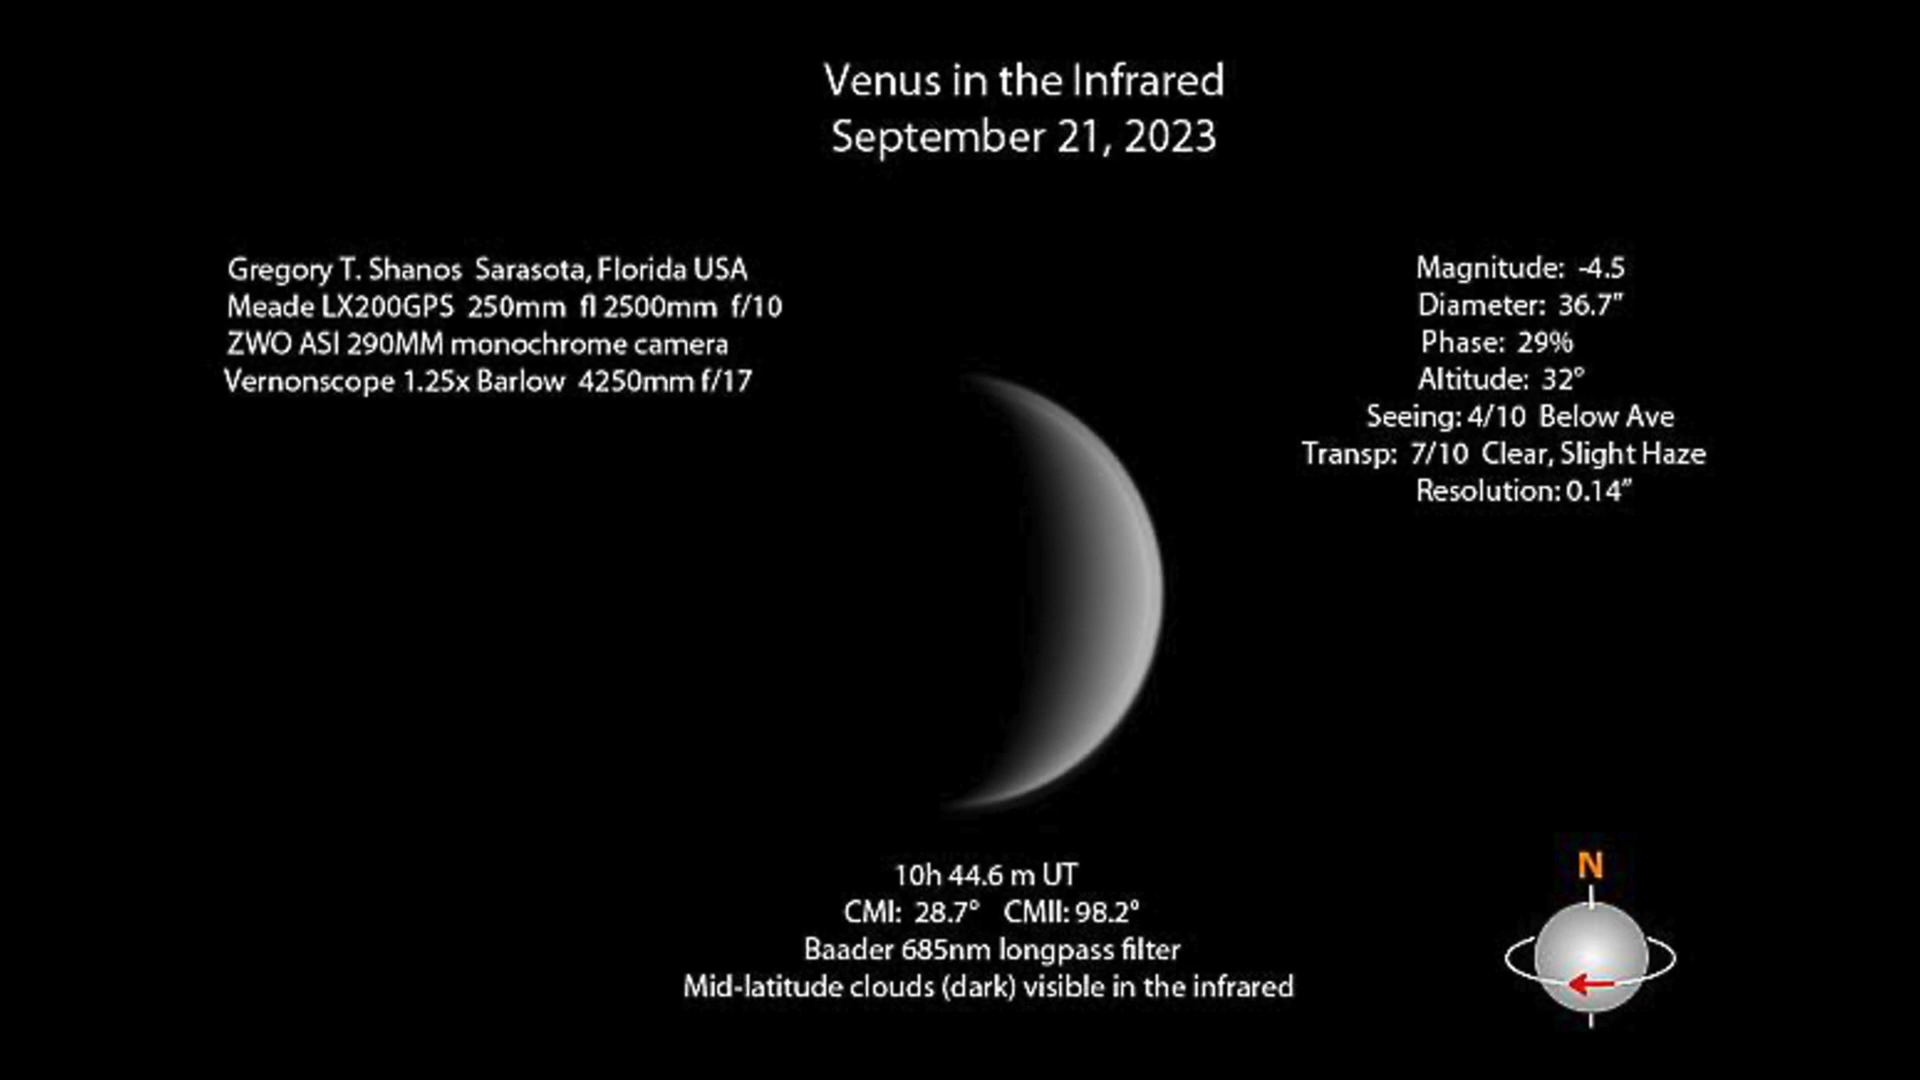 Venus in the Infrared
September 21, 2023
Gregory T. Shanos Sarasota, Florida USA
Meade LX200GPS 250mm fl 2500mm f/10
ZWO ASI 290MM monochrome camera
Vernonscope 1.25x Barlow 4250mm f/17
Magnitude: -4.5
Diameter: 36.7"
Phase: 29%
Altitude: 32°
Seeing: 4/10 Below Ave
Transp: 7/10 Clear, Slight Haze
Resolution: 0.14"
10h 44.6 m UT
CMI: 28.7° CMII: 98.2°
Baader 685nm longpass filter
Mid-latitude clouds (dark) visible in the infrared
N